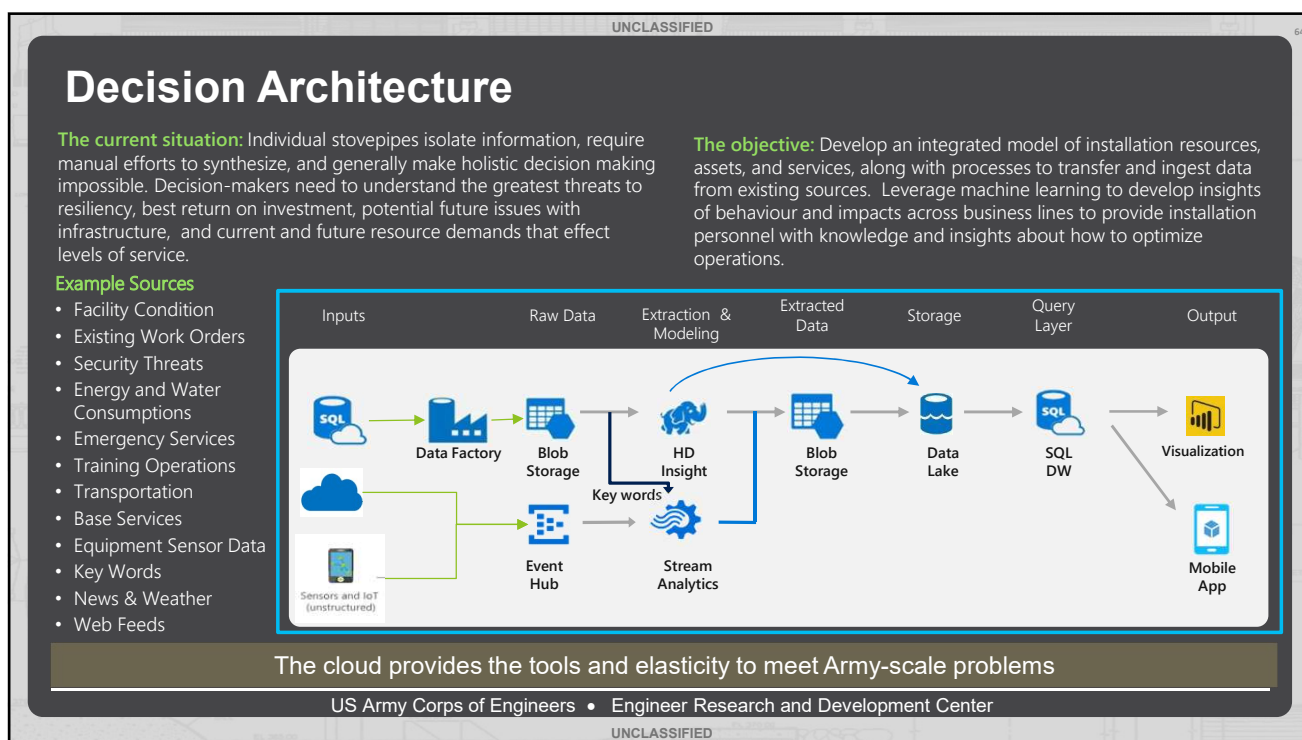 UNCLASSIFIED
64
Decision Architecture
The current situation: Individual stovepipes isolate information, require
manual efforts to synthesize, and generally make holistic decision making
impossible. Decision-makers need to understand the greatest threats to
resiliency, best return on investment, potential future issues with
infrastructure, and current and future resource demands that effect
levels of service.
The objective: Develop an integrated model of installation resources,
assets, and services, along with processes to transfer and ingest data
from existing sources. Leverage machine learning to develop insights
of behaviour and impacts across business lines to provide installation
personnel with knowledge and insights about how to optimize
operations.
Example Sources
• Facility Condition
• Existing Work Orders
• Security Threats
• Energy and Water
Consumptions
• Emergency Services
• Training Operations
• Transportation
• Base Services
• Equipment Sensor Data
• Key Words
• News & Weather
• Web Feeds
Inputs
Raw Data
Extraction &
Modeling
Extracted
Data
Storage
Query
Layer
Output
SQL
Data Factory
Blob
Storage
HD
Insight
Blob
Storage
Data
Lake
SQL
SQL
DW
Visualization
Key words
Sensors and IoT
(unstructured)
Event
Hub
Stream
Analytics
Mobile
App
The cloud provides the tools and elasticity to meet Army-scale problems
US Army Corps of Engineers • Engineer Research and Development Center
UNCLASSIFIED